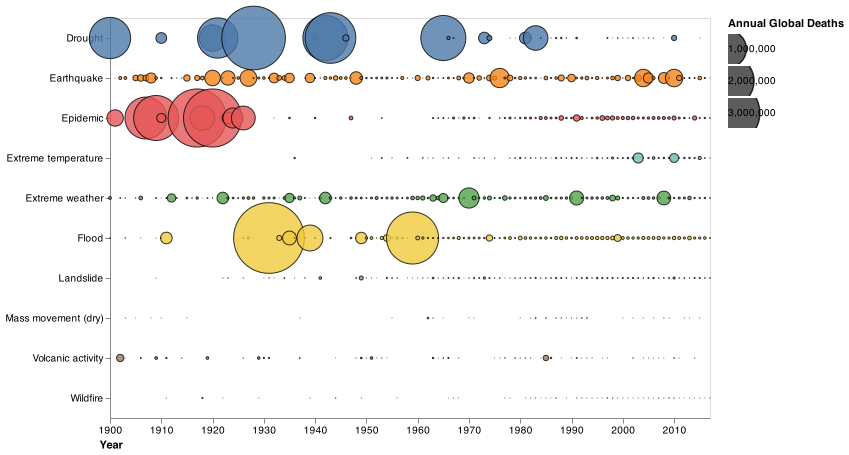 Annual Global Deaths
1,000,000
2,000,000
3,000,000
Drought
Earthquake
Epidemic
Extreme temperature
Extreme weather
Flood
Landslide
Mass movement (dry)
Volcanic activity
Wildfire
1900 1910 1920 1930 1940 1950 1960 1970 1980 1990 2000 2010
Year